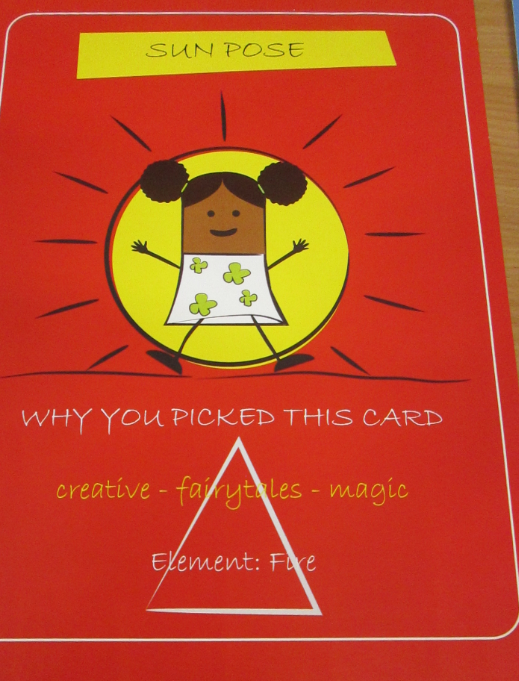 SUN POSE
WHY YOU PICKED THIS CARD
creative - fairytales - magic
Element: Fire